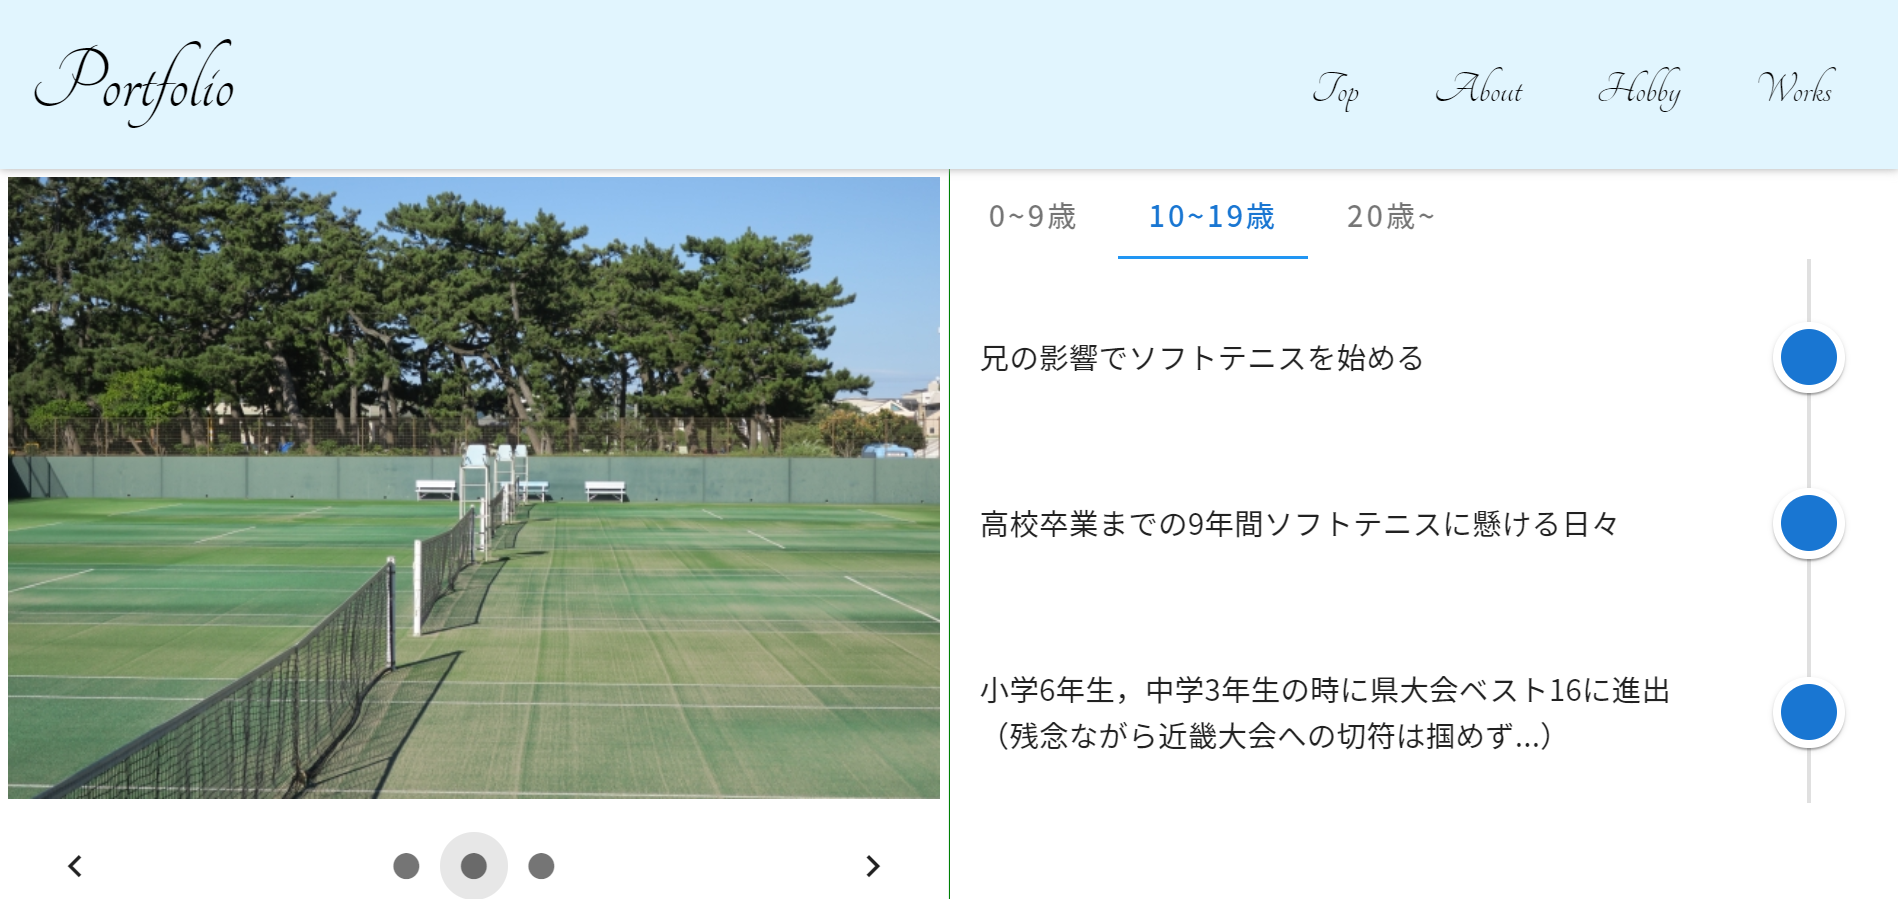 Portfolio
Top About Hobby Works
0~9歳 10~19歳 20歳~
兄の影響でソフトテニスを始める
高校卒業までの9年間ソフトテニスに懸ける日々
小学6年生，中学3年生の時に県大会ベスト16に進出
（残念ながら近畿大会への切符は掴めず...）